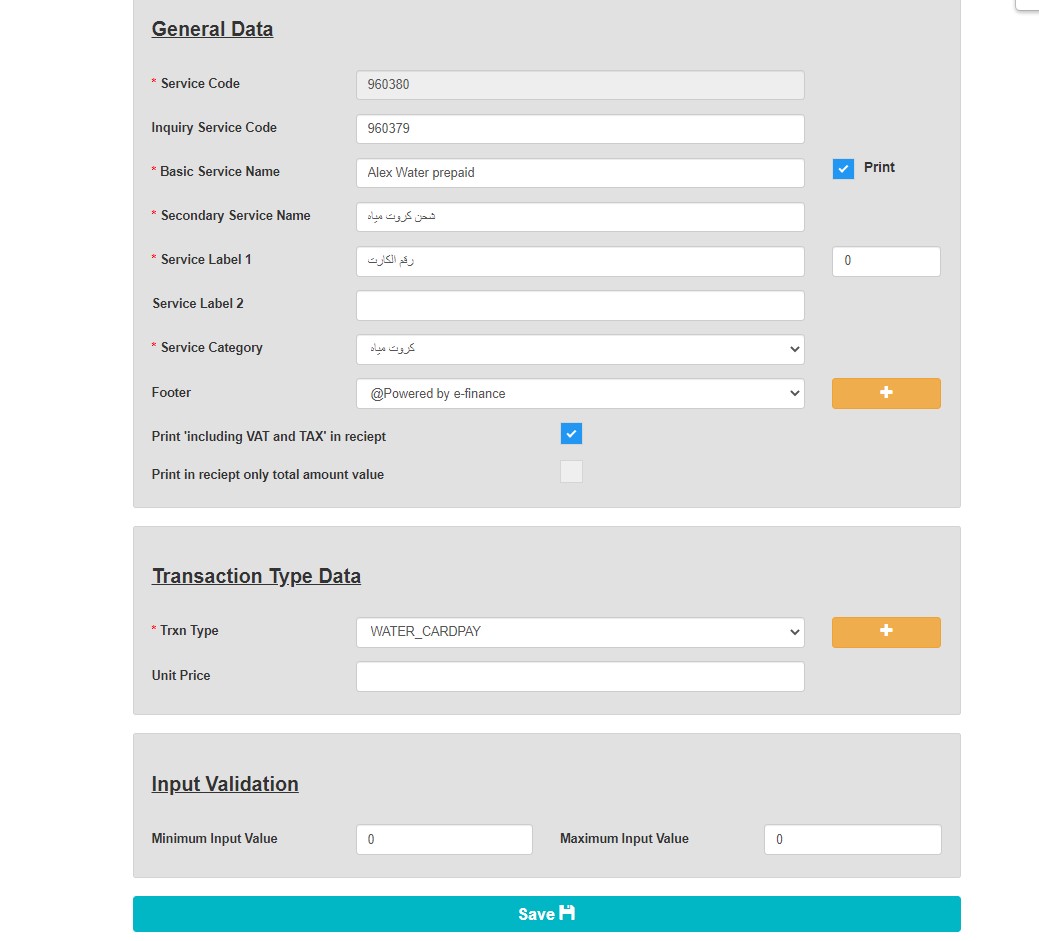 General Data
* Service Code
960380
Inquiry Service Code
960379
* Basic Service Name
Alex Water prepaid
Print
* Secondary Service Name
شحن كروت مياه
* Service Label 1
رقم الكارت
0
Service Label 2
* Service Category
كروت مياه
Footer
@Powered by e-finance
Print 'including VAT and TAX' in reciept
Print in reciept only total amount value
Transaction Type Data
* Trxn Type
WATER_CARDPAY
Unit Price
Input Validation
Minimum Input Value
0
Maximum Input Value
0
Save